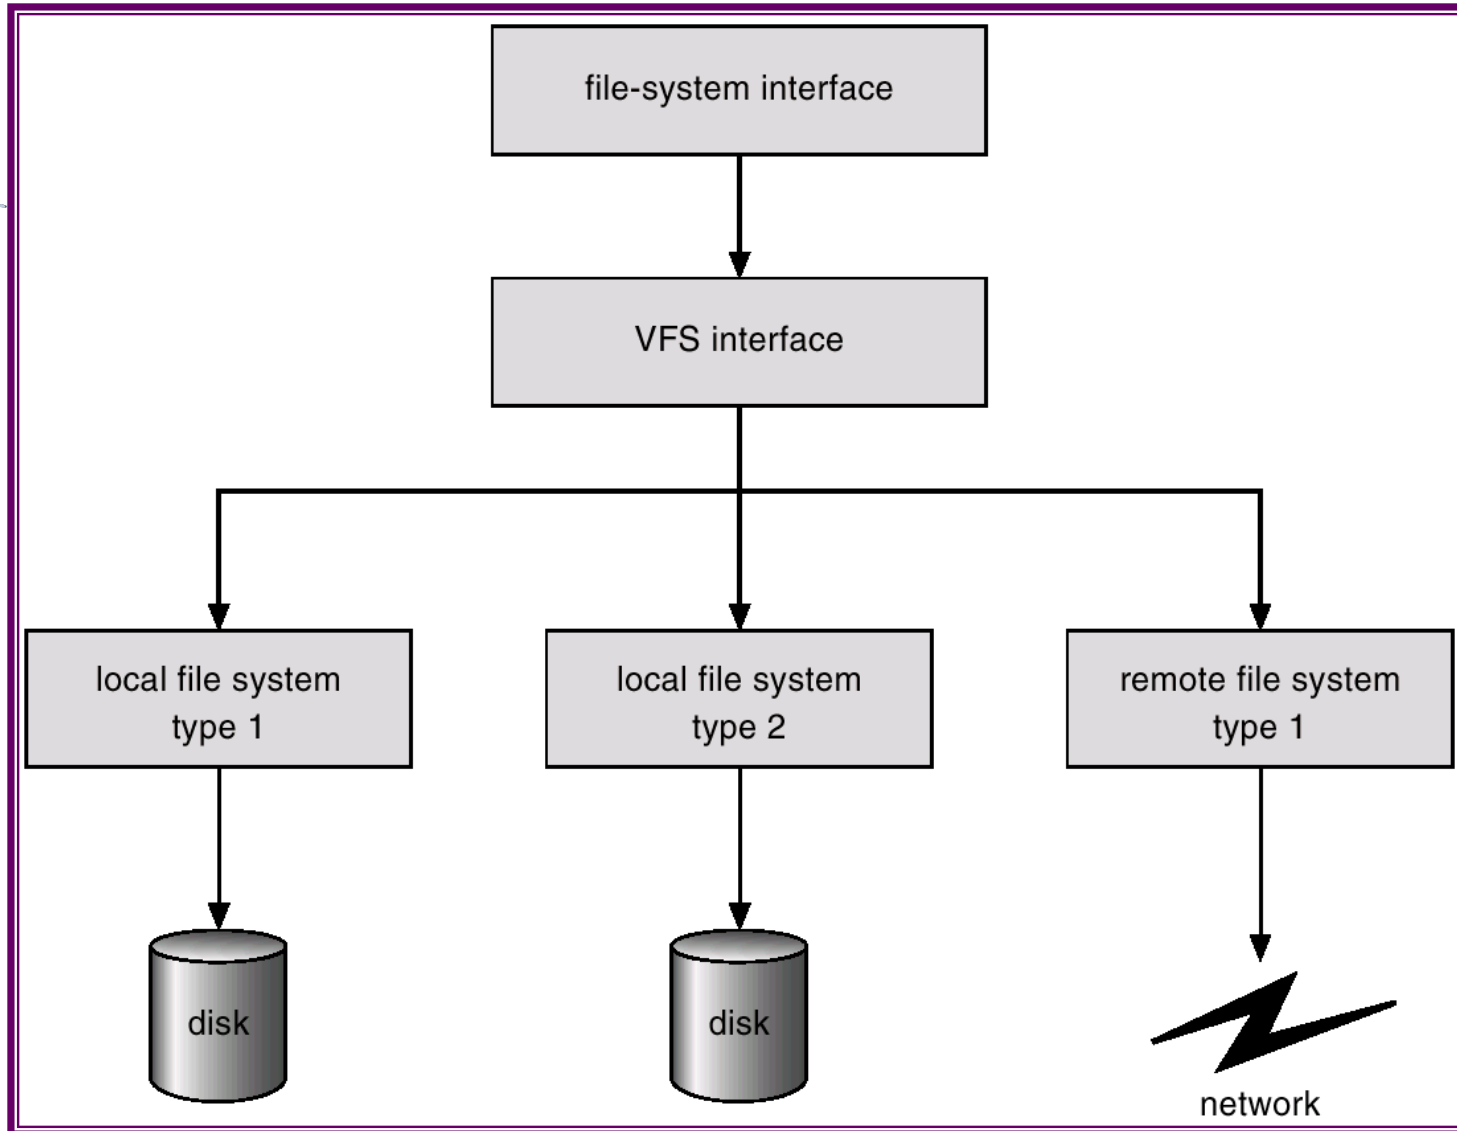 file-system interface
VFS interface
local file system
type 1
local file system
type 2
remote file system
type 1
disk
disk
network